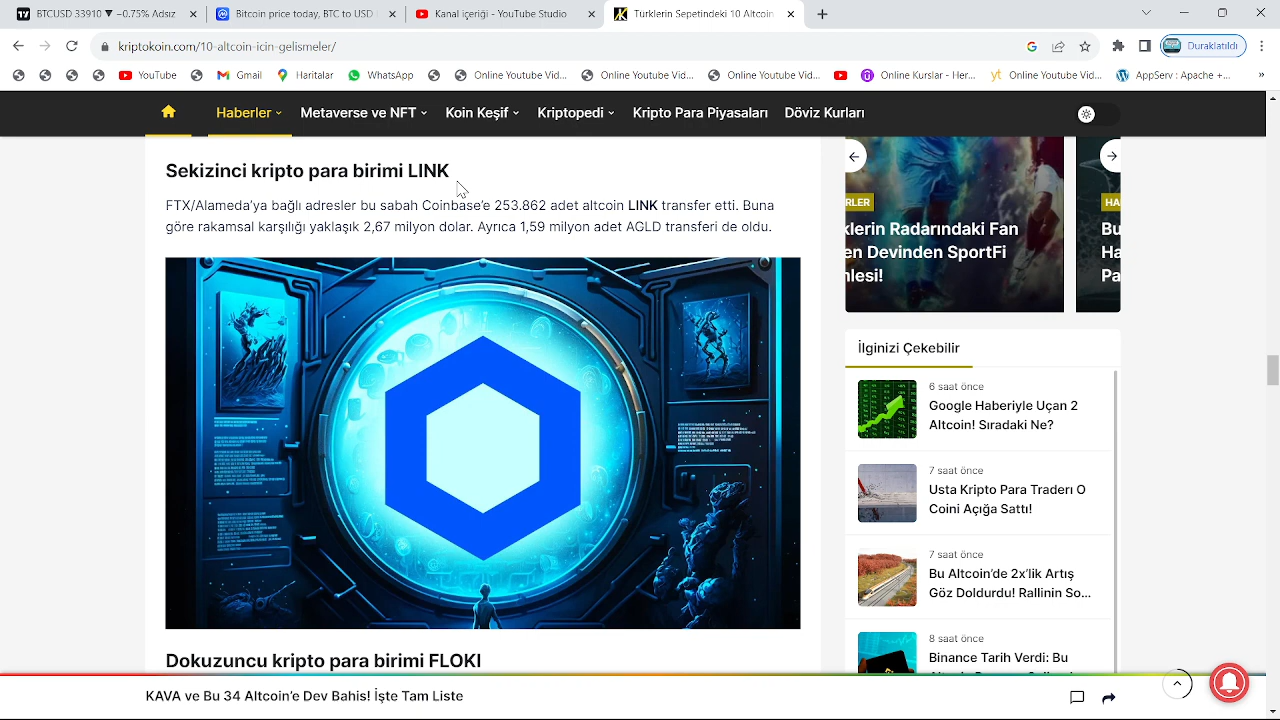 BTCUSD 33910 ▼ −0.75% Adsız
Bitcoin price today, BTC to USD
Kanal içeriği - YouTube Studio
Türklerin Sepetindeki 10 Altcoin
kriptokoin.com/10-altcoin-icin-gelismeler/
Duraklatıldı
YouTube
Gmail
Haritalar
WhatsApp
Online Youtube Vid...
Online Youtube Vid...
Online Youtube Vid...
Online Kurslar - Her...
Online Youtube Vid...
AppServ : Apache +...
Haberler
Metaverse ve NFT
Koin Keşif
Kriptopedi
Kripto Para Piyasaları
Döviz Kurları
Sekizinci kripto para birimi LINK
FTX/Alameda’ya bağlı adresler bu sabah Coinbase’e 253.862 adet altcoin LINK transfer etti. Buna
göre rakamsal karşılığı yaklaşık 2,67 milyon dolar. Ayrıca 1,59 milyon adet AGLD transferi de oldu.
Dokuzuncu kripto para birimi FLOKI
RLER
klerin Radarındaki Fan
en Devinden SportFi
mlesi!
HA
Bu
Ha
Pa
İlginizi Çekebilir
6 saat önce
Google Haberiyle Uçan 2
Altcoin! Sıradaki Ne?
saat önce
Usta Kripto Para Traderı O
Coini Açığa Sattı!
7 saat önce
Bu Altcoin’de 2x’lik Artış
Göz Doldurdu! Rallinin So...
8 saat önce
Binance Tarih Verdi: Bu
KAVA ve Bu 34 Altcoin’e Dev Bahis! İşte Tam Liste